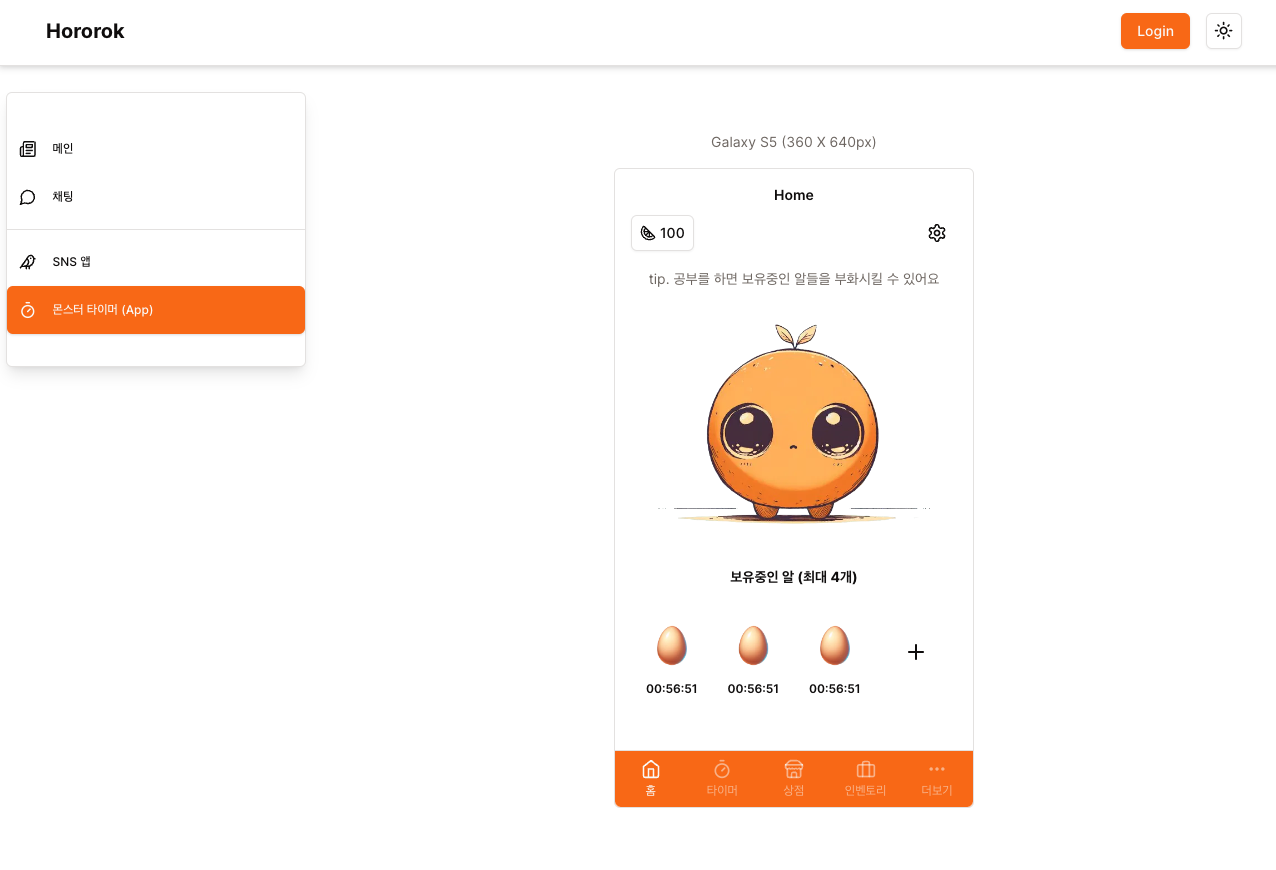 Hororok
Login
메인
채팅
SNS 앱
몬스터 타이머 (App)
Galaxy S5 (360 X 640px)
Home
100
tip. 공부를 하면 보유중인 알들을 부화시킬 수 있어요
보유중인 알 (최대 4개)
00:56:51 00:56:51 00:56:51
홈 타이머 상점 인벤토리 더보기